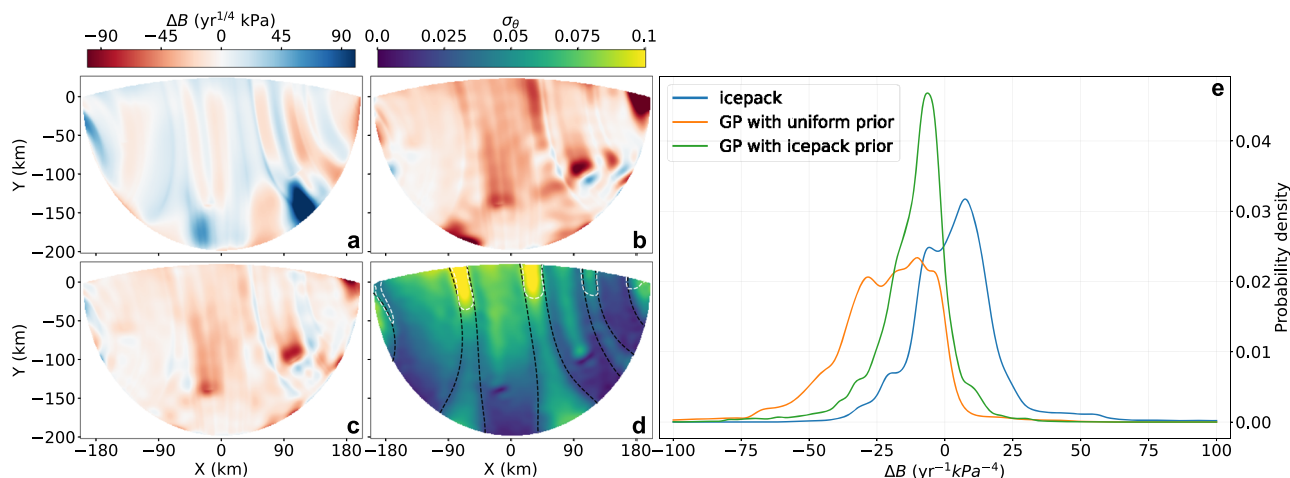 ΔB (yr^{1/4} kPa)
−90 −45 0 45 90
σ_θ
0.0 0.025 0.05 0.075 0.1
Y (km)
0
−50
−100
−150
−200
a
b
Y (km)
0
−50
−100
−150
−200
c
d
−180 −90 0 90 180
X (km)
−180 −90 0 90 180
X (km)
e
icepack
GP with uniform prior
GP with icepack prior
0.04
0.03
0.02
0.01
0.00
Probability density
−100 −75 −50 −25 0 25 50 75 100
ΔB (yr^{−1}kPa^{−4})